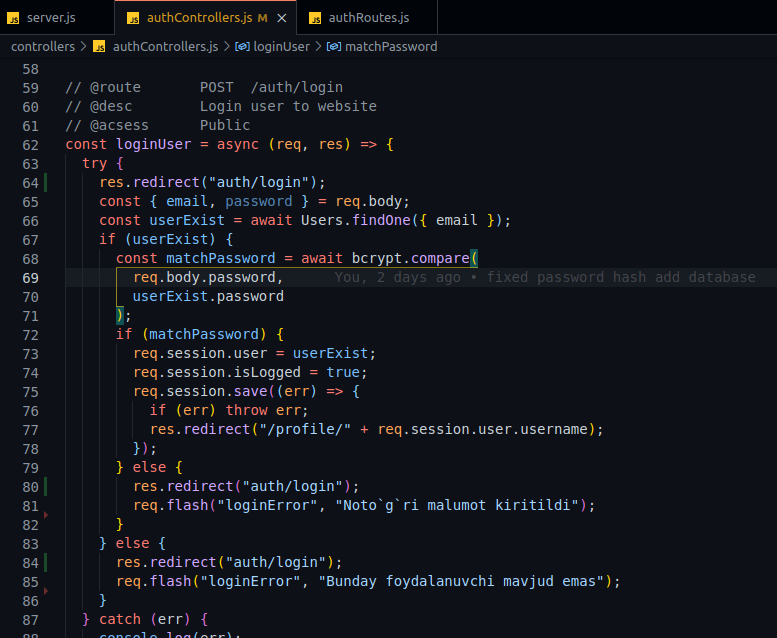 JS server.js JS authControllers.js M × JS authRoutes.js
controllers > JS authControllers.js > loginUser > matchPassword
58
59 // @route       POST  /auth/login
60 // @desc        Login user to website
61 // @acsess      Public
62 const loginUser = async (req, res) => {
63   try {
64     res.redirect("auth/login");
65     const { email, password } = req.body;
66     const userExist = await Users.findOne({ email });
67     if (userExist) {
68       const matchPassword = await bcrypt.compare(
69         req.body.password,      You, 2 days ago • fixed password hash add database
70         userExist.password
71       );
72       if (matchPassword) {
73         req.session.user = userExist;
74         req.session.isLogged = true;
75         req.session.save((err) => {
76           if (err) throw err;
77           res.redirect("/profile/" + req.session.user.username);
78         });
79       } else {
80         res.redirect("auth/login");
81         req.flash("loginError", "Noto`g`ri malumot kiritildi");
82       }
83     } else {
84       res.redirect("auth/login");
85       req.flash("loginError", "Bunday foydalanuvchi mavjud emas");
86     }
87   } catch (err) {
88     console.log(err);